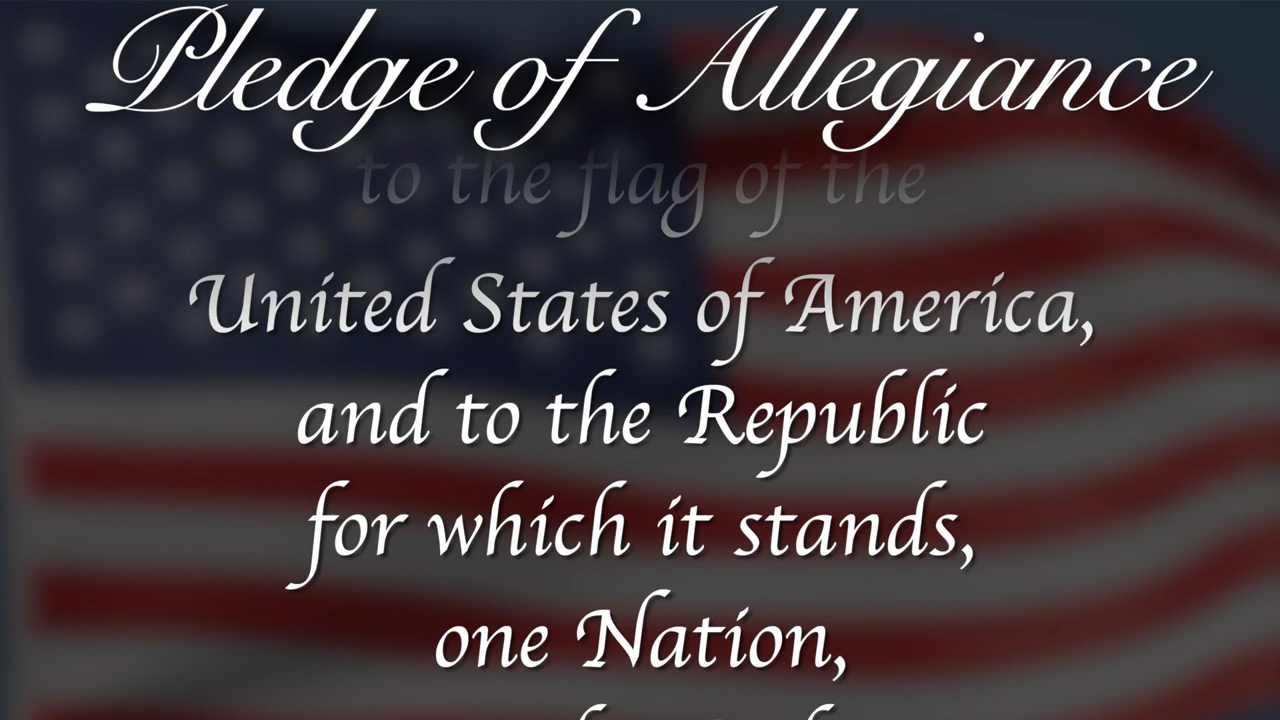 Pledge of Allegiance
to the flag of the
United States of America,
and to the Republic
for which it stands,
one Nation,